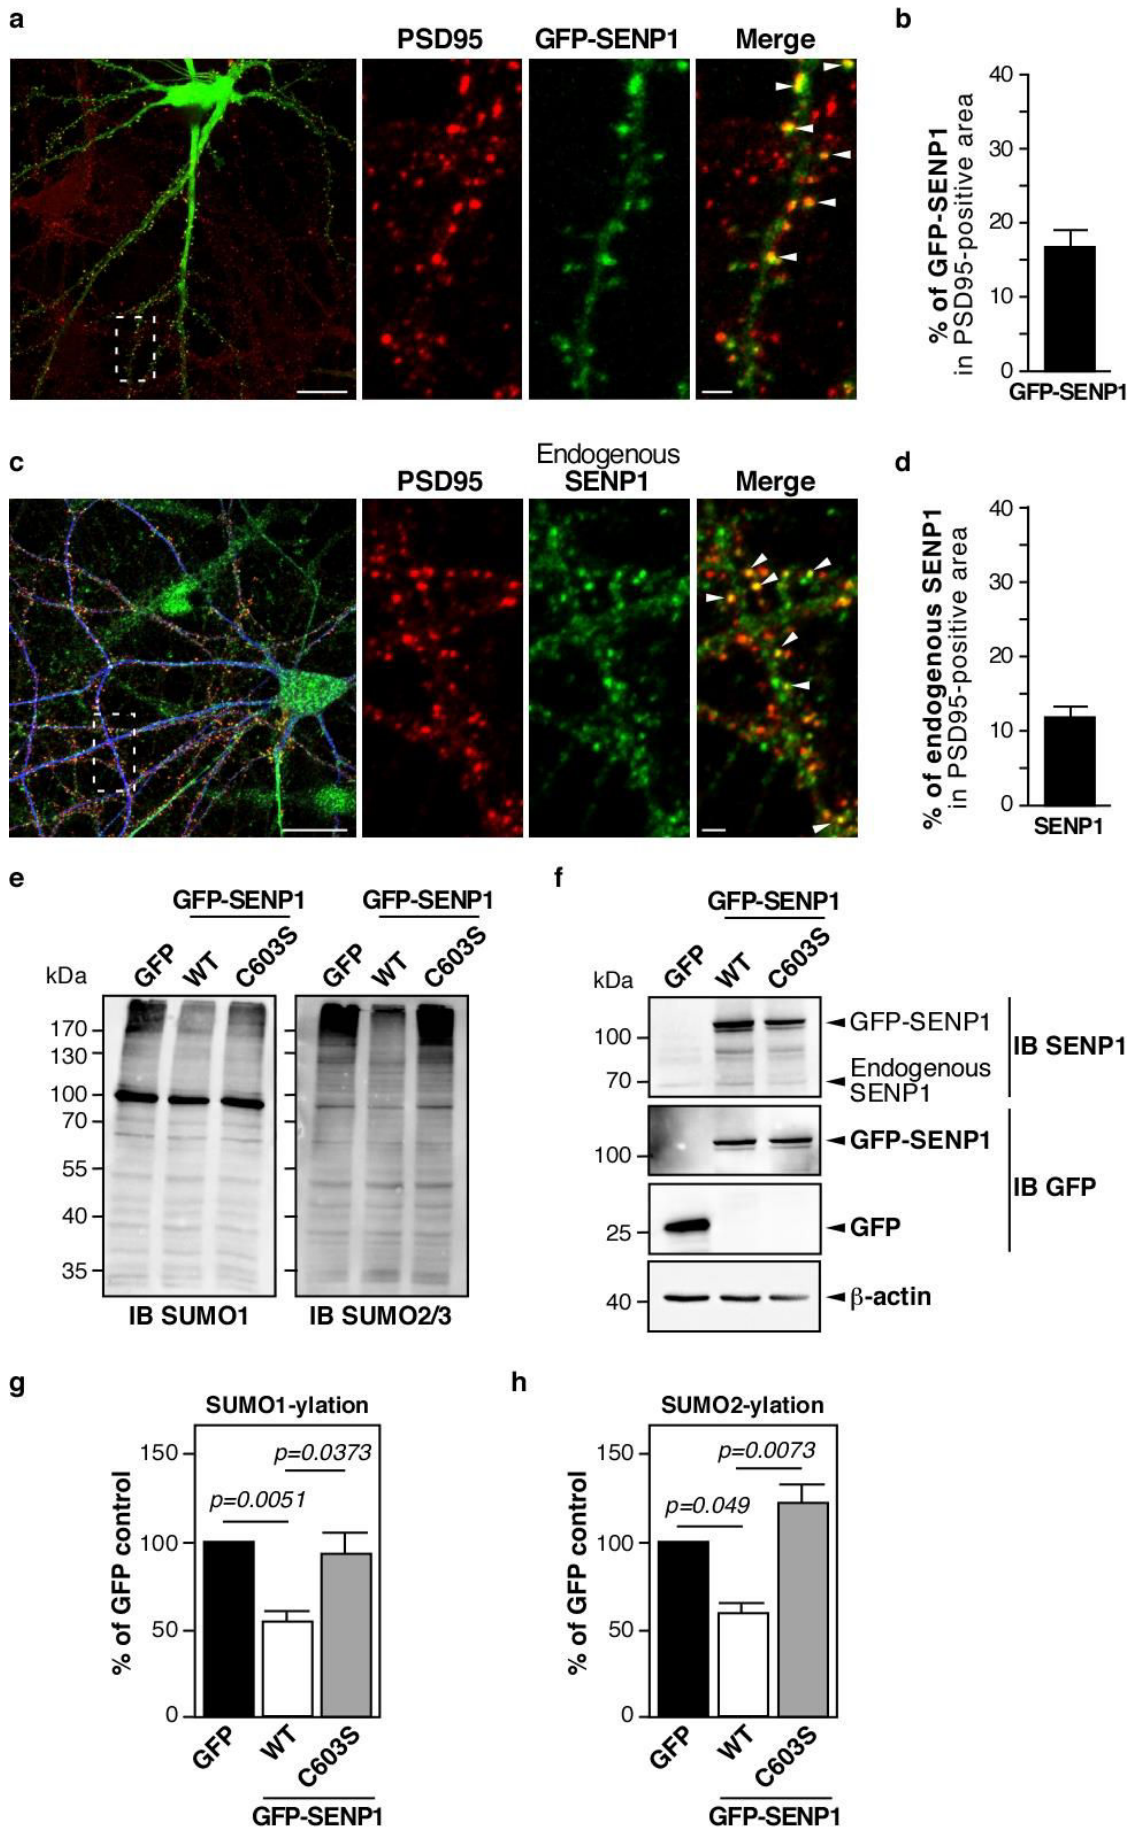 a
PSD95 GFP-SENP1 Merge
b
40
30
20
10
0
% of GFP-SENP1
in PSD95-positive area
GFP-SENP1
c
PSD95
Endogenous
SENP1
Merge
d
40
30
20
10
0
% of endogenous SENP1
in PSD95-positive area
SENP1
e
GFP-SENP1 GFP-SENP1
kDa GFP WT C603S GFP WT C603S
170
130
100
70
55
40
35
IB SUMO1 IB SUMO2/3
f
GFP-SENP1
kDa GFP WT C603S
100
70
GFP-SENP1
Endogenous
SENP1
IB SENP1
100
GFP-SENP1
25
GFP
IB GFP
40
β-actin
g
SUMO1-ylation
% of GFP control
150
100
50
0
p=0.0373
p=0.0051
GFP WT C603S
GFP-SENP1
h
SUMO2-ylation
% of GFP control
150
100
50
0
p=0.0073
p=0.049
GFP WT C603S
GFP-SENP1